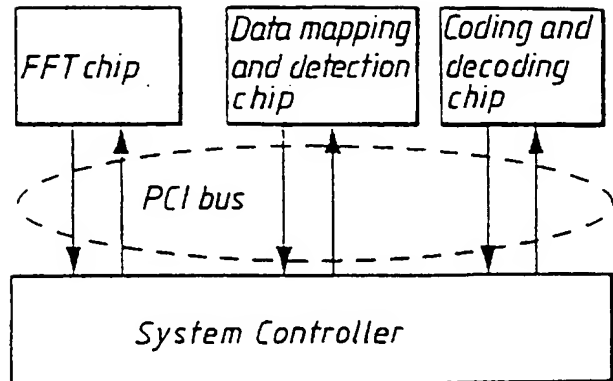 FFT chip
Data mapping
and detection
chip
Coding and
decoding
chip
PCI bus
System Controller